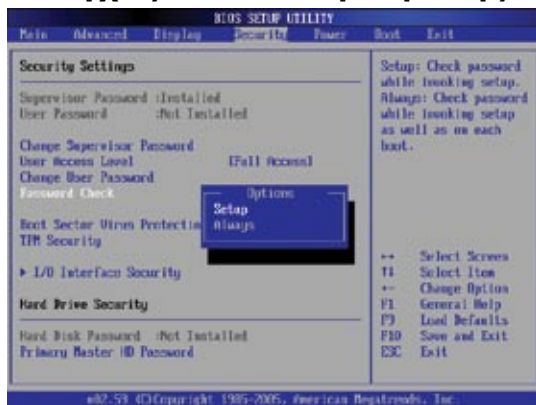 BIOS SETUP UTILITY
Main Advanced Display Security Power Boot Exit
Security Settings
Supervisor Password :Installed
User Password :Not Installed
Change Supervisor Password
User Access Level [Full Access]
Change User Password
Password Check
Boot Sector Virus Protection
TPM Security
▶ I/O Interface Security
Hard Drive Security
Hard Disk Password :Not Installed
Primary Master HD Password
Options
Setup
Always
Setup: Check password
while invoking setup.
Always: Check password
while invoking setup
as well as on each
boot.
↔ Select Screen
↑↓ Select Item
+- Change Option
F1 General Help
F9 Load Defaults
F10 Save and Exit
ESC Exit
v02.59 (C)Copyright 1985-2005, American Megatrends, Inc.